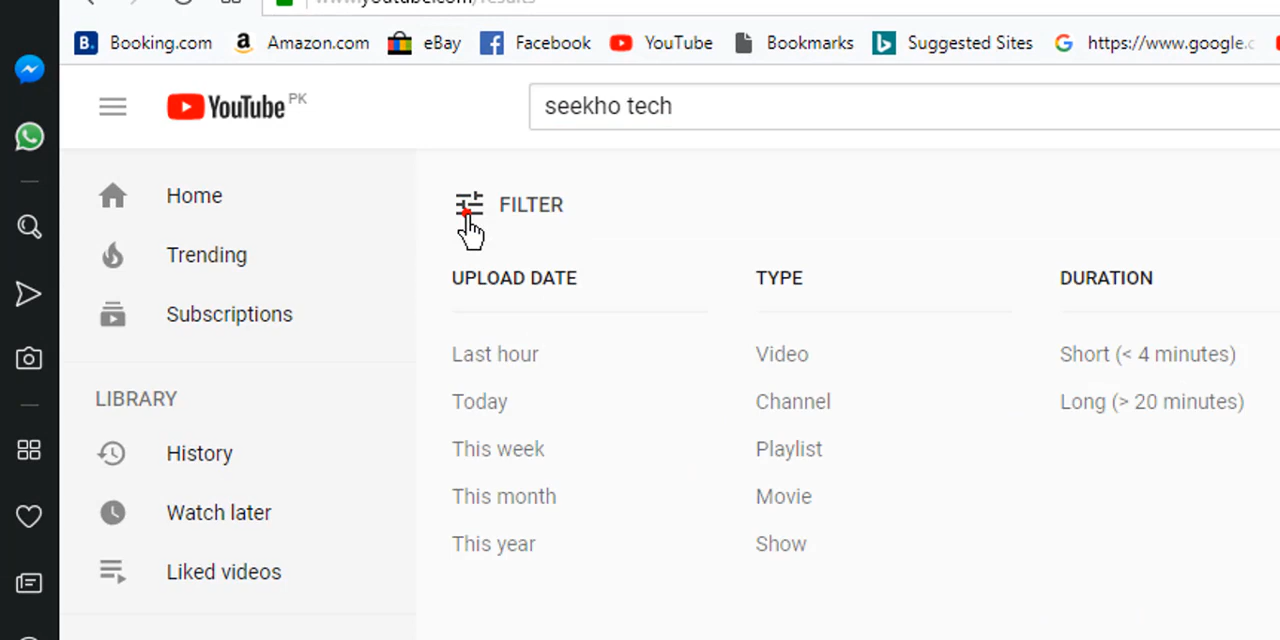 Booking.com Amazon.com eBay Facebook YouTube Bookmarks Suggested Sites https://www.google.c
YouTube PK seekho tech
Home
Trending
Subscriptions
LIBRARY
History
Watch later
Liked videos
FILTER
UPLOAD DATE
Last hour
Today
This week
This month
This year
TYPE
Video
Channel
Playlist
Movie
Show
DURATION
Short (< 4 minutes)
Long (> 20 minutes)